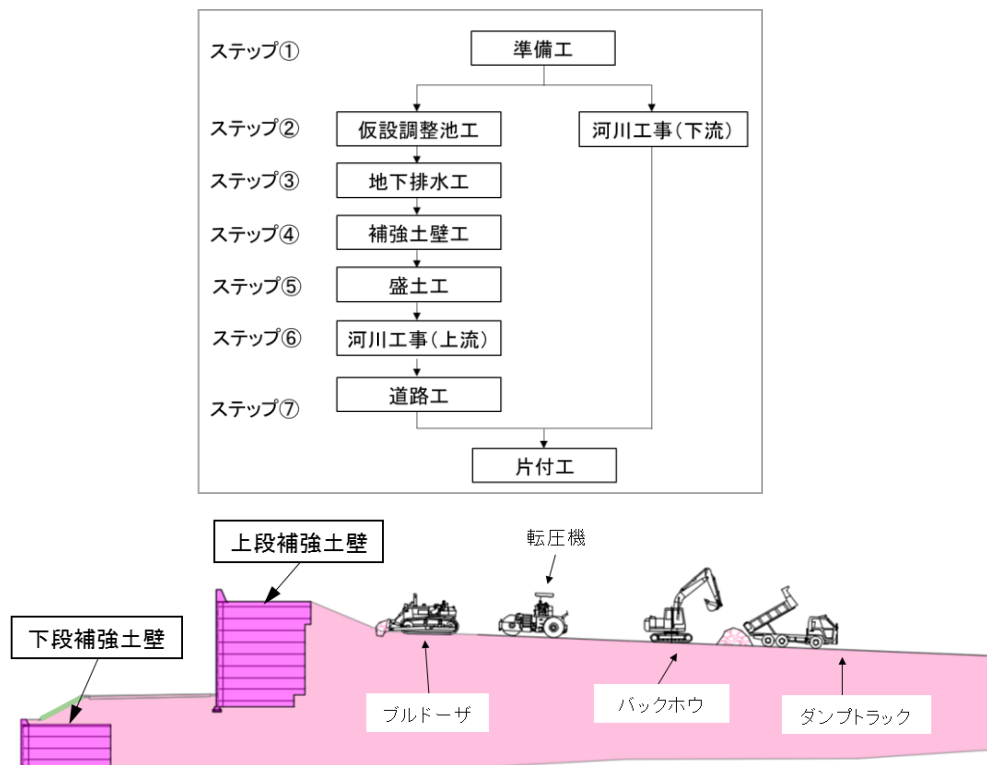 ステップ①
準備工
ステップ②
仮設調整池工
河川工事(下流)
ステップ③
地下排水工
ステップ④
補強土壁工
ステップ⑤
盛土工
ステップ⑥
河川工事(上流)
ステップ⑦
道路工
片付工
上段補強土壁
転圧機
下段補強土壁
ブルドーザ
バックホウ
ダンプトラック